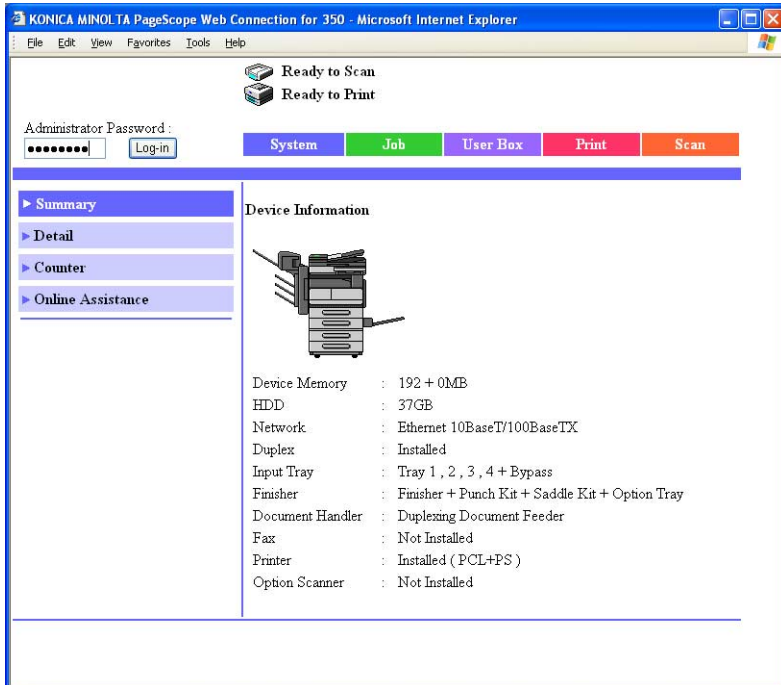 KONICA MINOLTA PageScope Web Connection for 350 - Microsoft Internet Explorer
File Edit View Favorites Tools Help
Ready to Scan
Ready to Print
Administrator Password :
●●●●●●●● Log-in
System Job User Box Print Scan
Summary
Detail
Counter
Online Assistance
Device Information
Device Memory : 192 + 0MB
HDD : 37GB
Network : Ethernet 10BaseT/100BaseTX
Duplex : Installed
Input Tray : Tray 1 , 2 , 3 , 4 + Bypass
Finisher : Finisher + Punch Kit + Saddle Kit + Option Tray
Document Handler : Duplexing Document Feeder
Fax : Not Installed
Printer : Installed ( PCL+PS )
Option Scanner : Not Installed